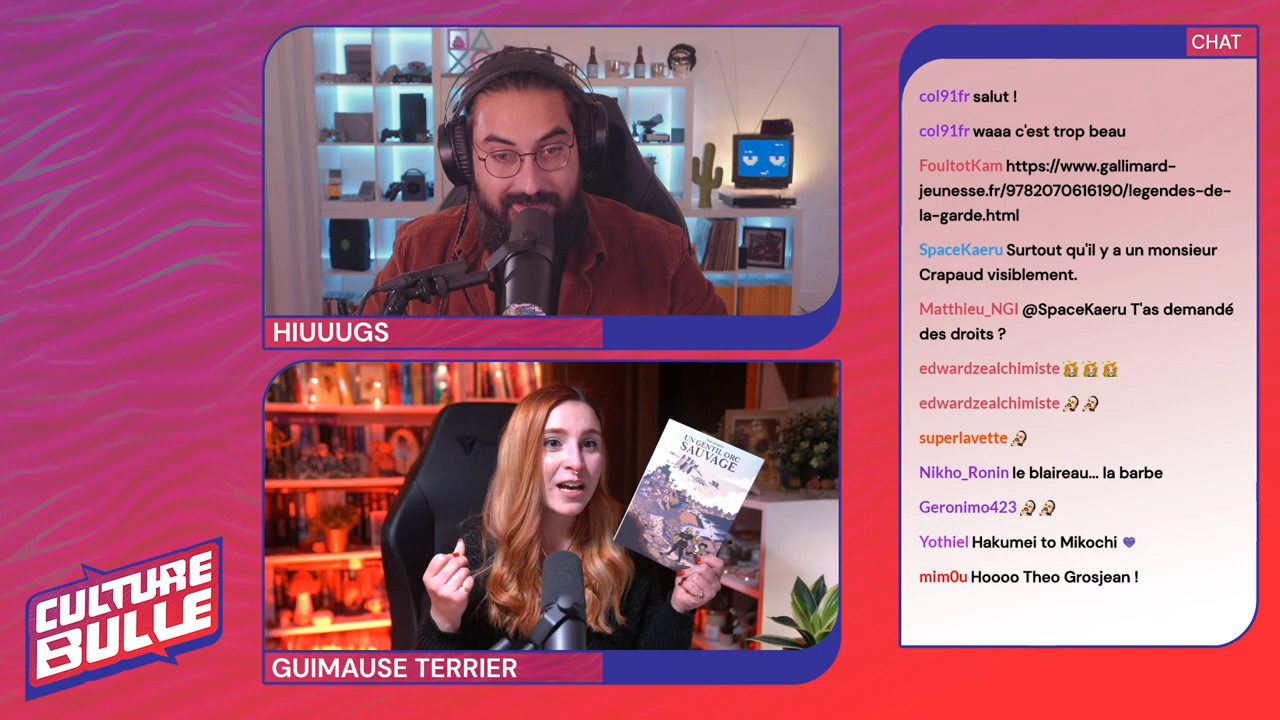 HIUUUGS
UN GENTIL ORC
SAUVAGE
GUIMAUSE TERRIER
CULTURE
BULLE
CHAT
col91fr salut !
col91fr waaa c'est trop beau
FoultotKam https://www.gallimard-
jeunesse.fr/9782070616190/legendes-de-
la-garde.html
SpaceKaeru Surtout qu'il y a un monsieur
Crapaud visiblement.
Matthieu_NGI @SpaceKaeru T'as demandé
des droits ?
edwardzealchimiste
edwardzealchimiste
superlavette
Nikho_Ronin le blaireau... la barbe
Geronimo423
Yothiel Hakumei to Mikochi 💜
mim0u Hoooo Theo Grosjean !